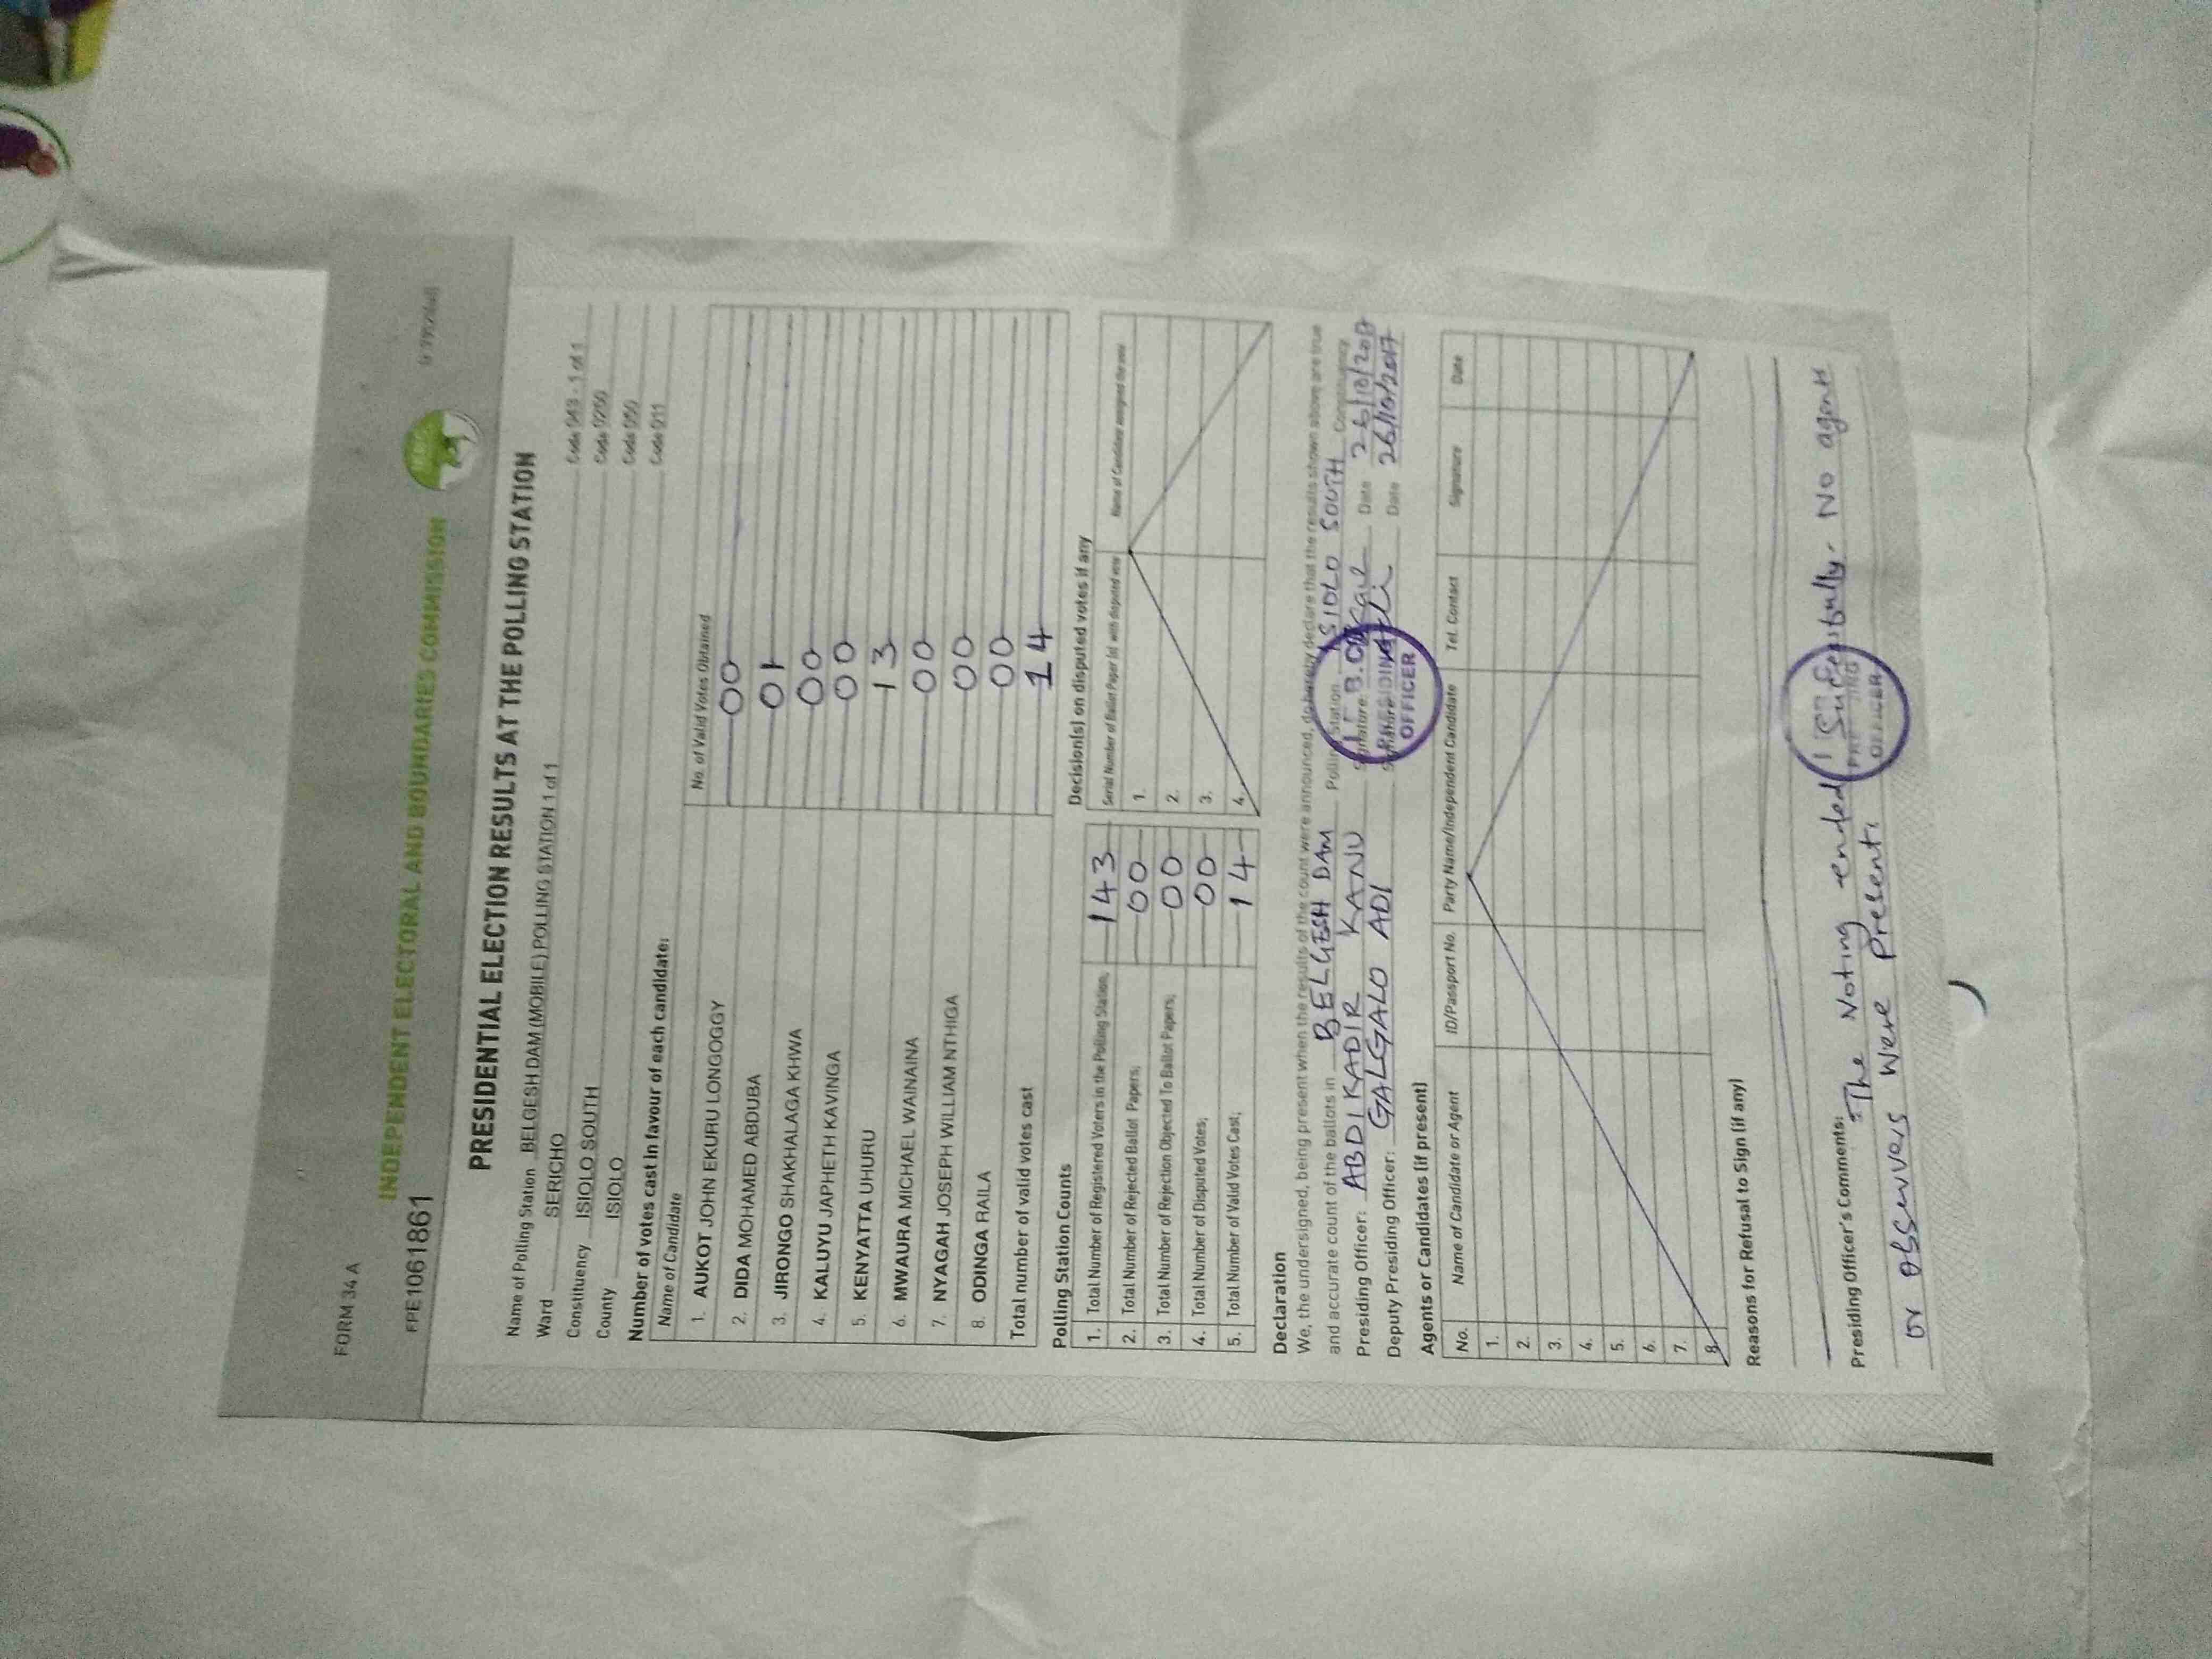 FORM 34 A
INDEPENDENT ELECTORAL AND BOUNDARIES COMMISSION
FPE1061861
PRESIDENTIAL ELECTION RESULTS AT THE POLLING STATION
Name of Polling Station BELGESH DAM (MOBILE) POLLING STATION 1 of 1 Code 043 - 1 of 1
Ward SERICHO Code 0250
Constituency ISIOLO SOUTH Code 050
County ISIOLO Code 011
Number of votes cast in favour of each candidate:
Name of Candidate No. of Valid Votes Obtained
1. AUKOT JOHN EKURU LONGOGGY 00
2. DIDA MOHAMED ABDUBA 01
3. JIRONGO SHAKHALAGA KHWA 00
4. KALUYU JAPHETH KAVINGA 00
5. KENYATTA UHURU 13
6. MWAURA MICHAEL WAINAINA 00
7. NYAGAH JOSEPH WILLIAM NTHIGA 00
8. ODINGA RAILA 00
Total number of valid votes cast 14
Polling Station Counts Decision(s) on disputed votes if any
Serial Number of Ballot Paper (s) with disputed vote Name of Candidate assigned the vote
1. Total Number of Registered Voters in the Polling Station; 143 1.
2. Total Number of Rejected Ballot Papers; 00 2.
3. Total Number of Rejection Objected To Ballot Papers; 00 3.
4. Total Number of Disputed Votes; 00 4.
5. Total Number of Valid Votes Cast; 14
Declaration
We, the undersigned, being present when the results of the count were announced, do hereby declare that the results shown above are true
and accurate count of the ballots in BELGESH DAM Polling Station ISIOLO SOUTH Constituency
Presiding Officer: ABDIKADIR KANU Signature: Date 26/10/2017
Deputy Presiding Officer: GALGALO ADI Signature: Date 26/10/2017
PRESIDING
OFFICER
Agents or Candidates (if present)
No. Name of Candidate or Agent ID/Passport No. Party Name/Independent Candidate Tel. Contact Signature Date
1.
2.
3.
4.
5.
6.
7.
8.
Reasons for Refusal to Sign (if any)
Presiding Officer's Comments: The Voting ended No agent
or observers were present.
OFFICER